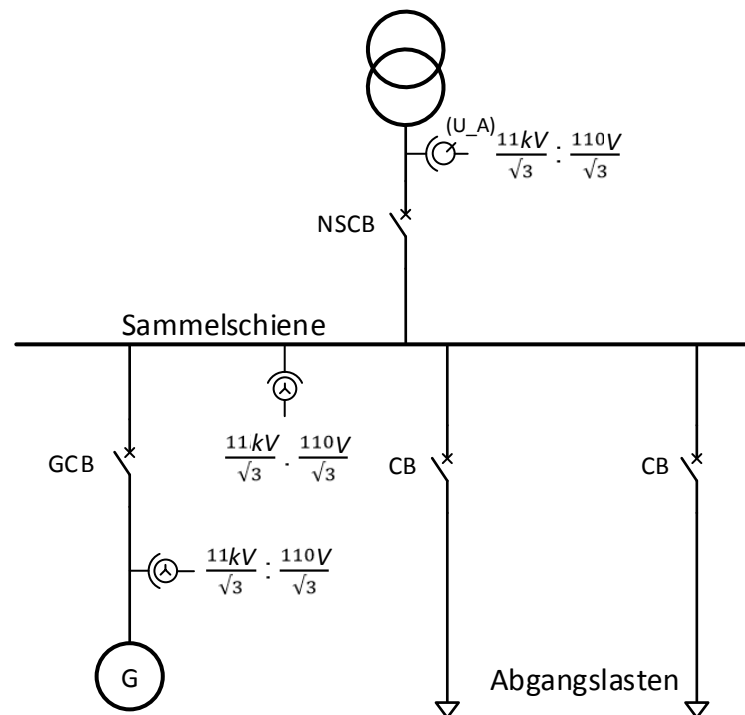 (U_A)
11kV/√3 : 110V/√3
NSCB
Sammelschiene
11kV/√3 . 110V/√3
GCB
CB
CB
11kV/√3 : 110V/√3
G
Abgangslasten